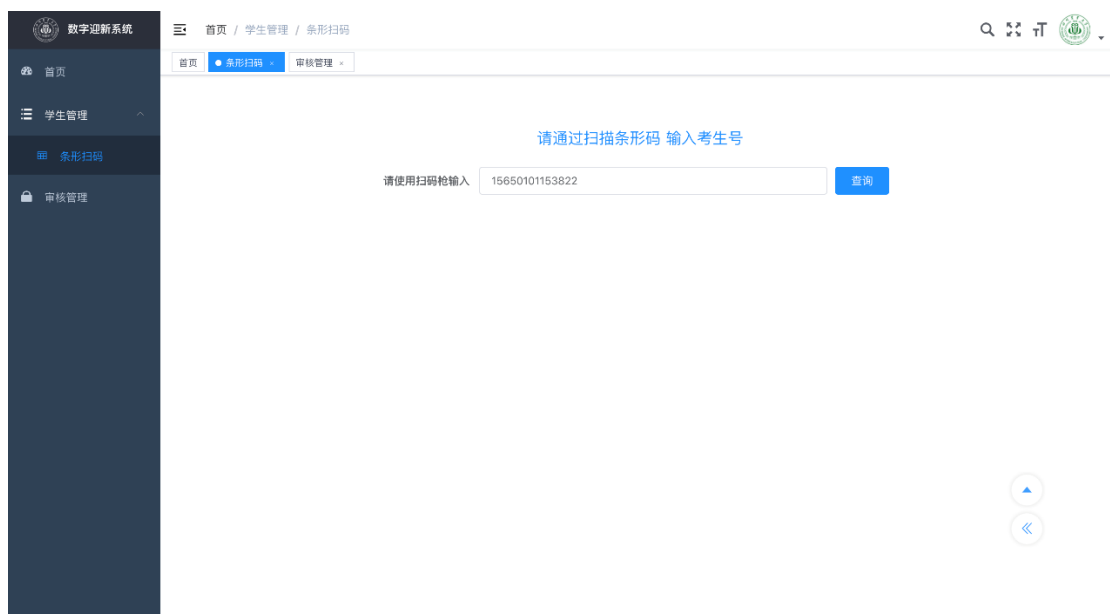 数字迎新系统
首页 / 学生管理 / 条形扫码
首页
条形扫码 ×
审核管理 ×
首页
学生管理
条形扫码
审核管理
请通过扫描条形码 输入考生号
请使用扫码枪输入 15650101153822 查询